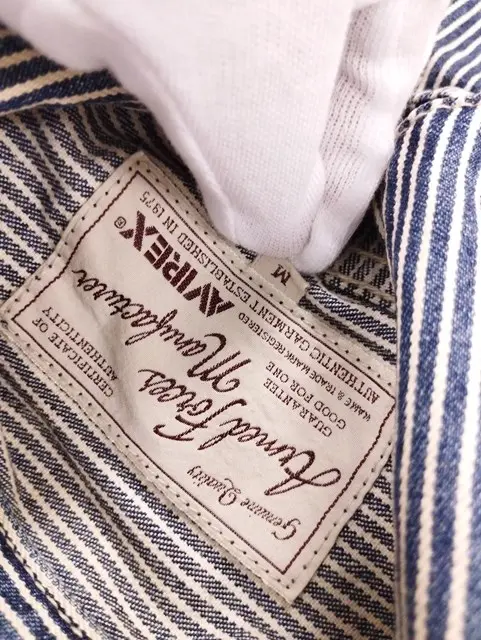 Genuine Quality
Armed Forces
Manufacturer
GUARANTEE
GOOD FOR ONE
CERTIFICATE OF
AUTHENTICITY
AVIREX®
NAME & TRADE MARK REGISTERED
AUTHENTIC GARMENT ESTABLISHED IN 1975
M